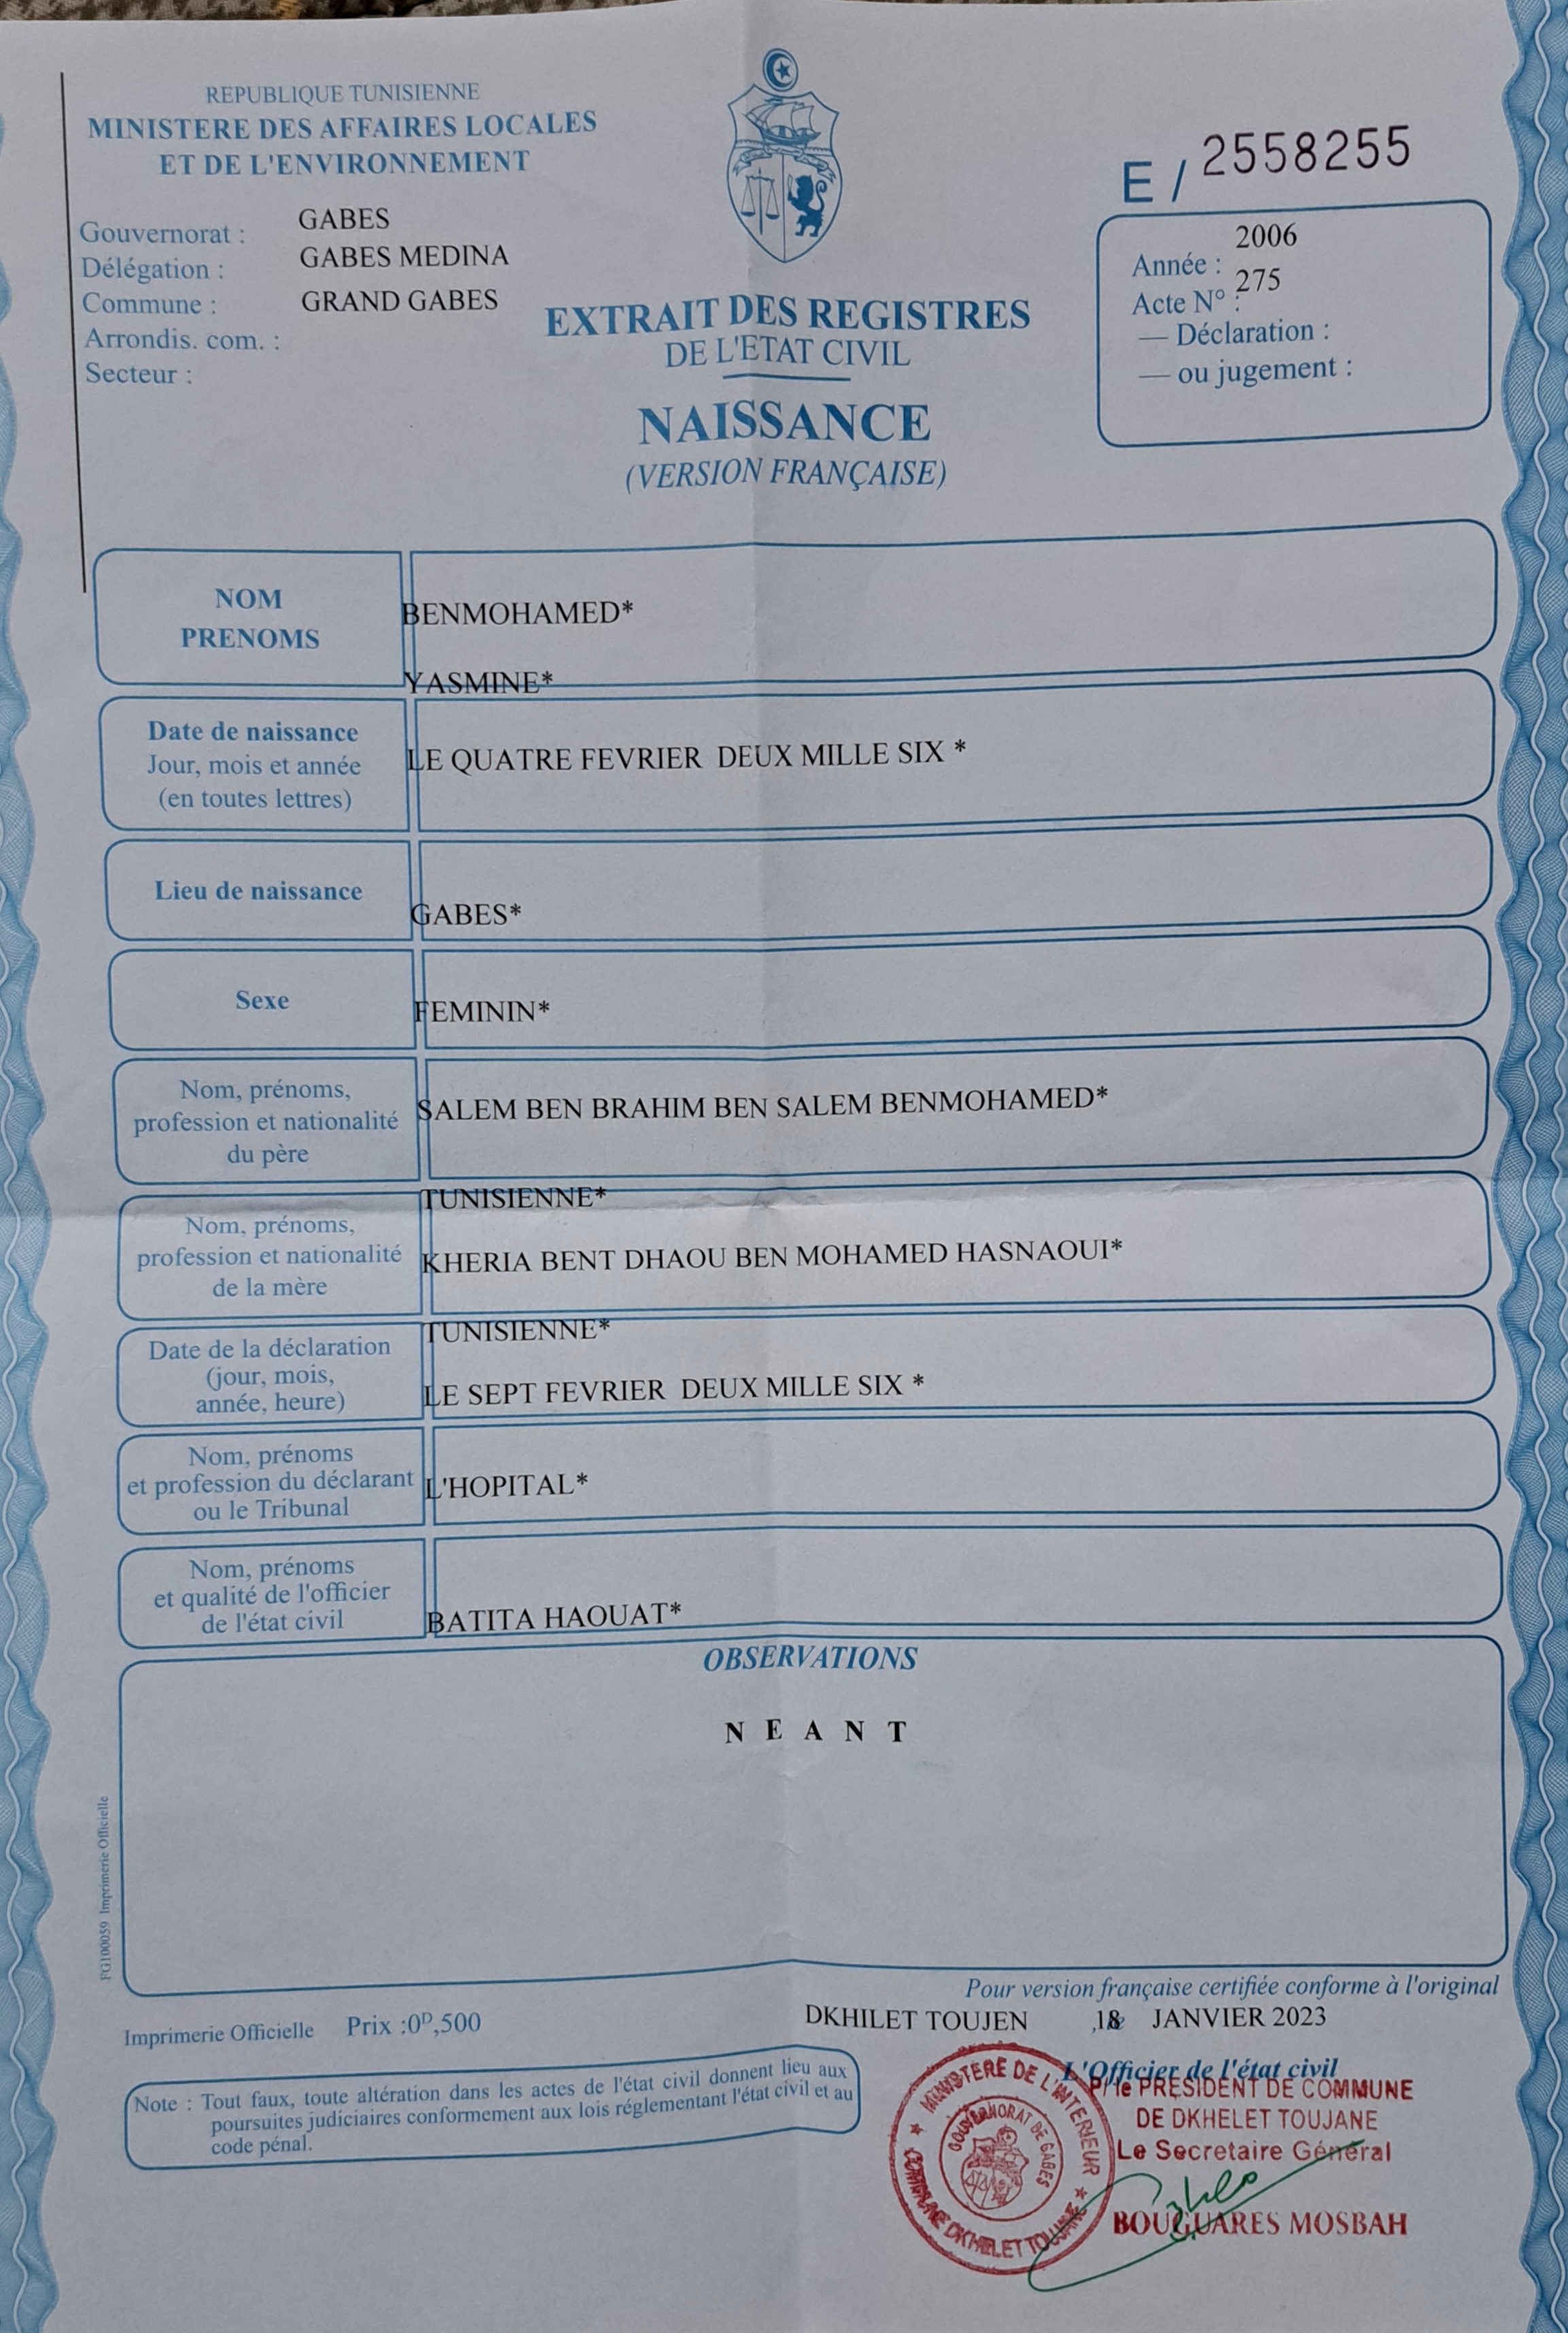 REPUBLIQUE TUNISIENNE
MINISTERE DES AFFAIRES LOCALES
ET DE L'ENVIRONNEMENT
Gouvernorat : GABES
Délégation : GABES MEDINA
Commune : GRAND GABES
Arrondis. com. :
Secteur :
E / 2558255
Année : 2006
Acte N° : 275
— Déclaration :
— ou jugement :
EXTRAIT DES REGISTRES
DE L'ETAT CIVIL
NAISSANCE
(VERSION FRANÇAISE)
NOM
PRENOMS
BENMOHAMED*
YASMINE*
Date de naissance
Jour, mois et année
(en toutes lettres)
LE QUATRE FEVRIER DEUX MILLE SIX *
Lieu de naissance
GABES*
Sexe
FEMININ*
Nom, prénoms,
profession et nationalité
du père
SALEM BEN BRAHIM BEN SALEM BENMOHAMED*
TUNISIENNE*
Nom, prénoms,
profession et nationalité
de la mère
KHERIA BENT DHAOU BEN MOHAMED HASNAOUI*
TUNISIENNE*
Date de la déclaration
(jour, mois,
année, heure)
LE SEPT FEVRIER DEUX MILLE SIX *
Nom, prénoms
et profession du déclarant
ou le Tribunal
L'HOPITAL*
Nom, prénoms
et qualité de l'officier
de l'état civil
BATITA HAOUAT*
OBSERVATIONS
N E A N T
FG100059 Imprimerie Officielle
Pour version française certifiée conforme à l'original
Imprimerie Officielle Prix :0D,500
DKHILET TOUJEN ,18 JANVIER 2023
L'Officier de l'état civil
Note : Tout faux, toute altération dans les actes de l'état civil donnent lieu aux
poursuites judiciaires conformement aux lois réglementant l'état civil et au
code pénal.
MINISTERE DE L'INTERIEUR
GOUVERNORAT DE GABES
COMMUNE DKHELET TOUJANE
P/ le PRESIDENT DE COMMUNE
DE DKHELET TOUJANE
Le Secretaire Général
BOUGUARES MOSBAH